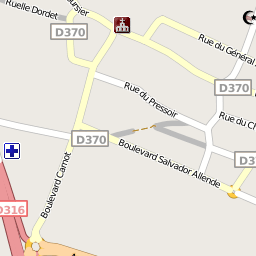 Ruelle Dordet
D370
Rue du Général
D370
Rue du Pressoir
Rue du C
D370
D3
Boulevard Salvador Allende
Boulevard Carnot
D316